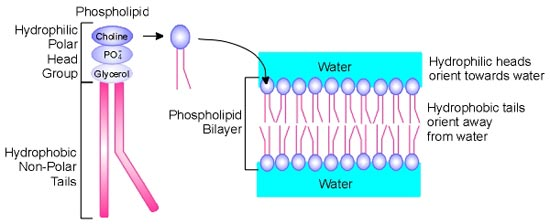 Phospholipid
Hydrophilic
Polar
Head
Group
Choline
PO4-
Glycerol
Hydrophobic
Non-Polar
Tails
Phospholipid
Bilayer
Water
Water
Hydrophilic heads
orient towards water
Hydrophobic tails
orient away
from water